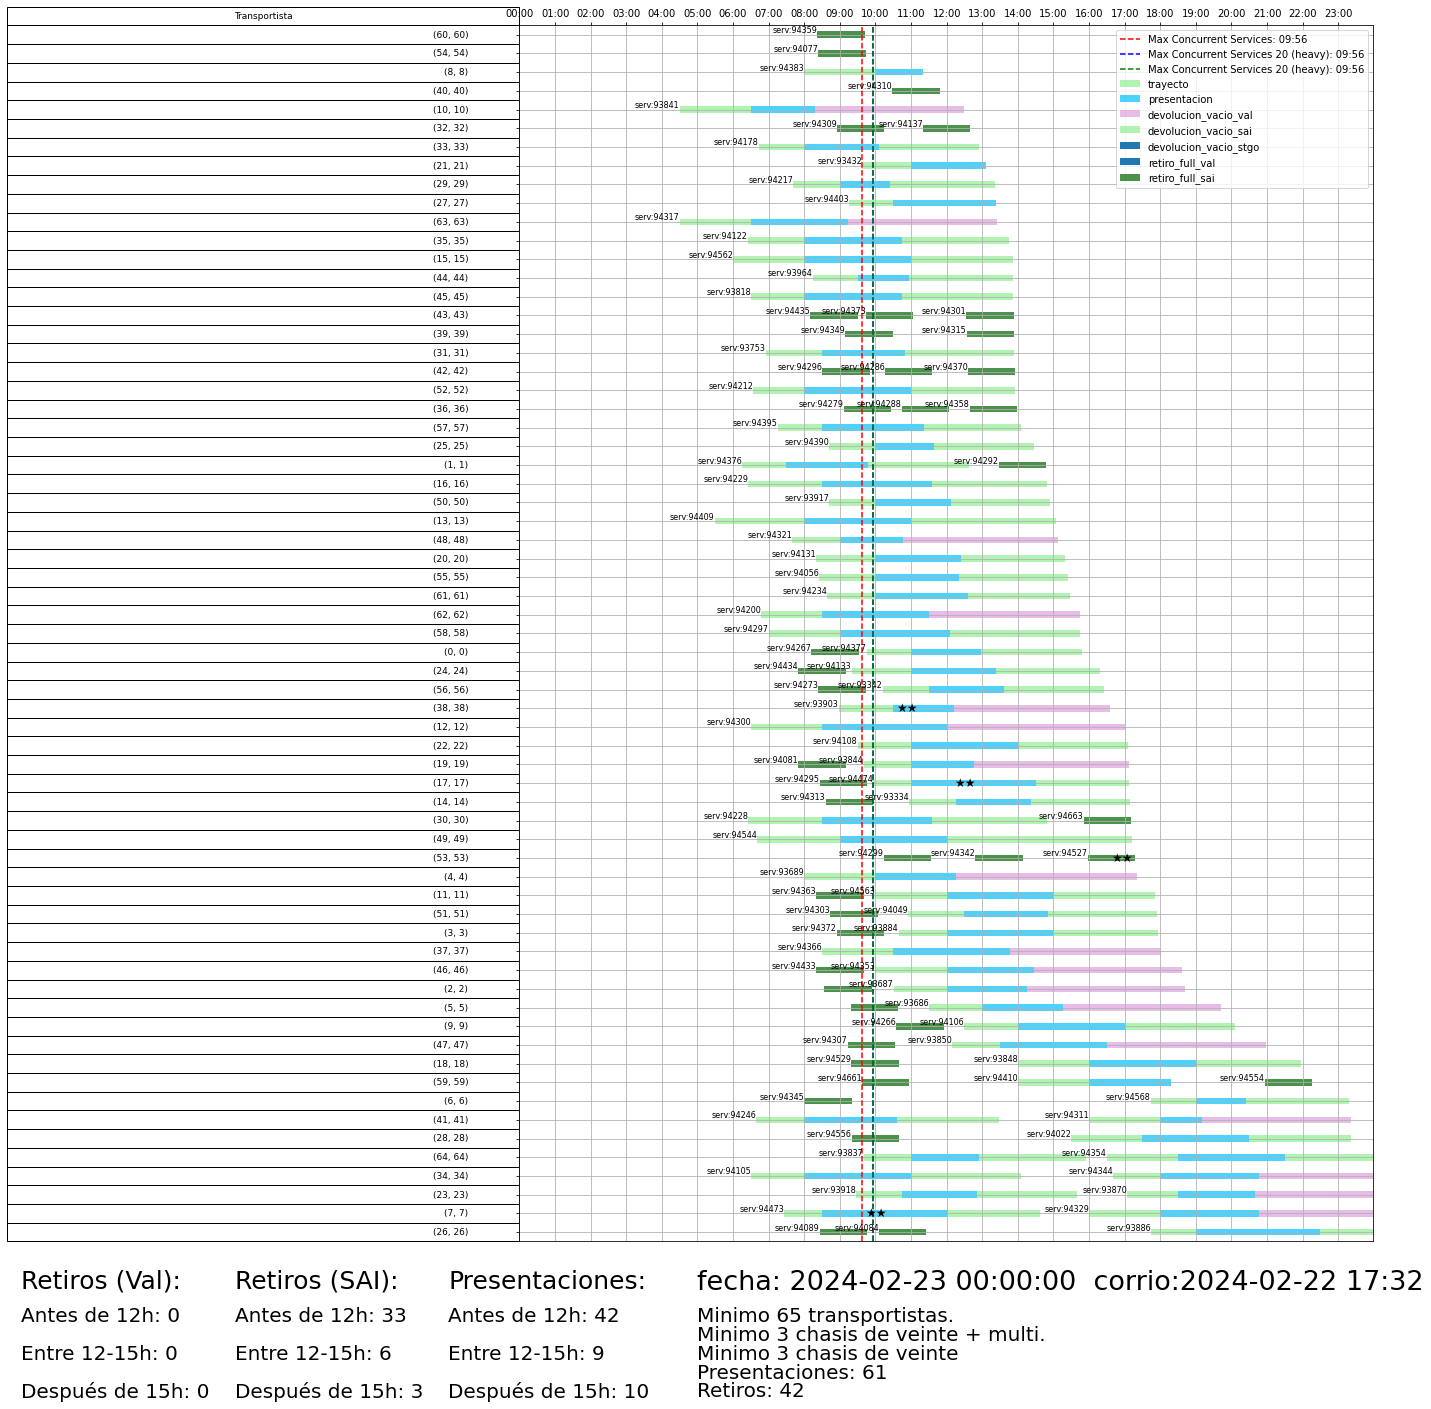 Transportista
00:00 01:00 02:00 03:00 04:00 05:00 06:00 07:00 08:00 09:00 10:00 11:00 12:00 13:00 14:00 15:00 16:00 17:00 18:00 19:00 20:00 21:00 22:00 23:00
Max Concurrent Services: 09:56
Max Concurrent Services 20 (heavy): 09:56
Max Concurrent Services 20 (heavy): 09:56
trayecto
presentacion
devolucion_vacio_val
devolucion_vacio_sai
devolucion_vacio_stgo
retiro_full_val
retiro_full_sai
(60, 60) serv:94359
(54, 54) serv:94077
(8, 8) serv:94383
(40, 40) serv:94310
(10, 10) serv:93841
(32, 32) serv:94309 serv:94137
(33, 33) serv:94178
(21, 21) serv:93432
(29, 29) serv:94217
(27, 27) serv:94403
(63, 63) serv:94317
(35, 35) serv:94122
(15, 15) serv:94562
(44, 44) serv:93964
(45, 45) serv:93818
(43, 43) serv:94435 serv:94373 serv:94301
(39, 39) serv:94349 serv:94315
(31, 31) serv:93753
(42, 42) serv:94296 serv:94286 serv:94370
(52, 52) serv:94212
(36, 36) serv:94279 serv:94288 serv:94358
(57, 57) serv:94395
(25, 25) serv:94390
(1, 1) serv:94376 serv:94292
(16, 16) serv:94229
(50, 50) serv:93917
(13, 13) serv:94409
(48, 48) serv:94321
(20, 20) serv:94131
(55, 55) serv:94056
(61, 61) serv:94234
(62, 62) serv:94200
(58, 58) serv:94297
(0, 0) serv:94267 serv:94377
(24, 24) serv:94434 serv:94133
(56, 56) serv:94273 serv:93342
(38, 38) serv:93903
(12, 12) serv:94300
(22, 22) serv:94108
(19, 19) serv:94081 serv:93844
(17, 17) serv:94295 serv:94474
(14, 14) serv:94313 serv:93334
(30, 30) serv:94228 serv:94663
(49, 49) serv:94544
(53, 53) serv:94299 serv:94342 serv:94527
(4, 4) serv:93689
(11, 11) serv:94363 serv:94563
(51, 51) serv:94303 serv:94049
(3, 3) serv:94372 serv:93884
(37, 37) serv:94366
(46, 46) serv:94433 serv:94353
(2, 2) serv:93687
(5, 5) serv:93686
(9, 9) serv:94266 serv:94106
(47, 47) serv:94307 serv:93850
(18, 18) serv:94529 serv:93848
(59, 59) serv:94661 serv:94410 serv:94554
(6, 6) serv:94345 serv:94568
(41, 41) serv:94246 serv:94311
(28, 28) serv:94556 serv:94022
(64, 64) serv:93837 serv:94354
(34, 34) serv:94105 serv:94344
(23, 23) serv:93918 serv:93870
(7, 7) serv:94473 serv:94329
(26, 26) serv:94089 serv:94084 serv:93886
Retiros (Val): Retiros (SAI): Presentaciones: fecha: 2024-02-23 00:00:00 corrio:2024-02-22 17:32
Antes de 12h: 0 Antes de 12h: 33 Antes de 12h: 42 Minimo 65 transportistas.
Minimo 3 chasis de veinte + multi.
Entre 12-15h: 0 Entre 12-15h: 6 Entre 12-15h: 9 Minimo 3 chasis de veinte
Presentaciones: 61
Después de 15h: 0 Después de 15h: 3 Después de 15h: 10 Retiros: 42